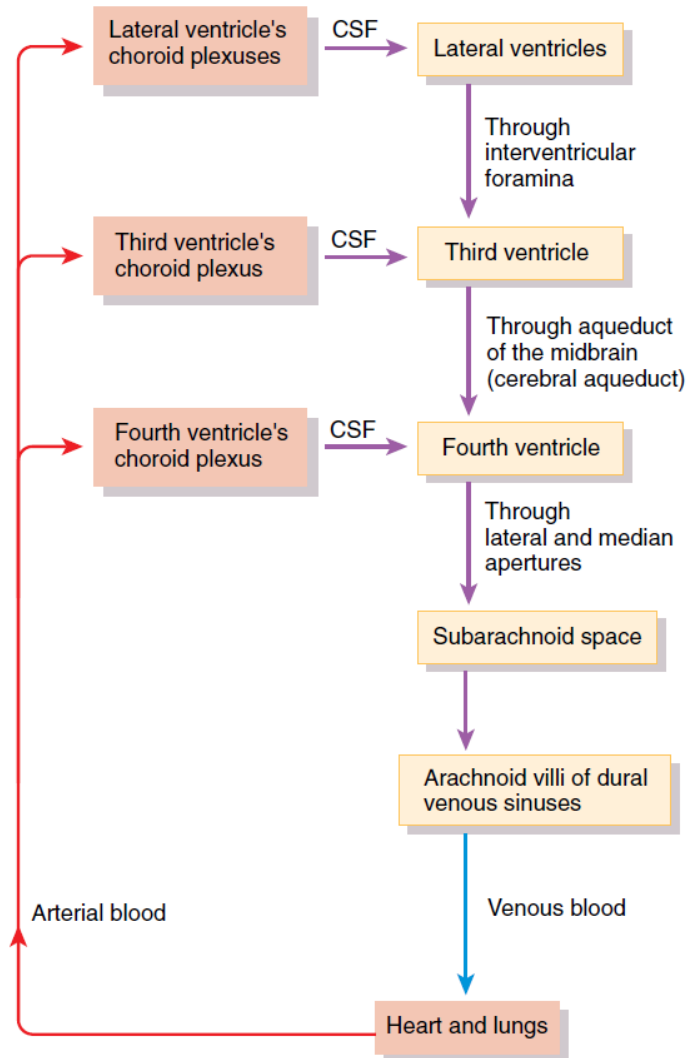 Lateral ventricle's
choroid plexuses
CSF
Lateral ventricles
Through
interventricular
foramina
Third ventricle's
choroid plexus
CSF
Third ventricle
Through aqueduct
of the midbrain
(cerebral aqueduct)
Fourth ventricle's
choroid plexus
CSF
Fourth ventricle
Through
lateral and median
apertures
Subarachnoid space
Arachnoid villi of dural
venous sinuses
Arterial blood
Venous blood
Heart and lungs